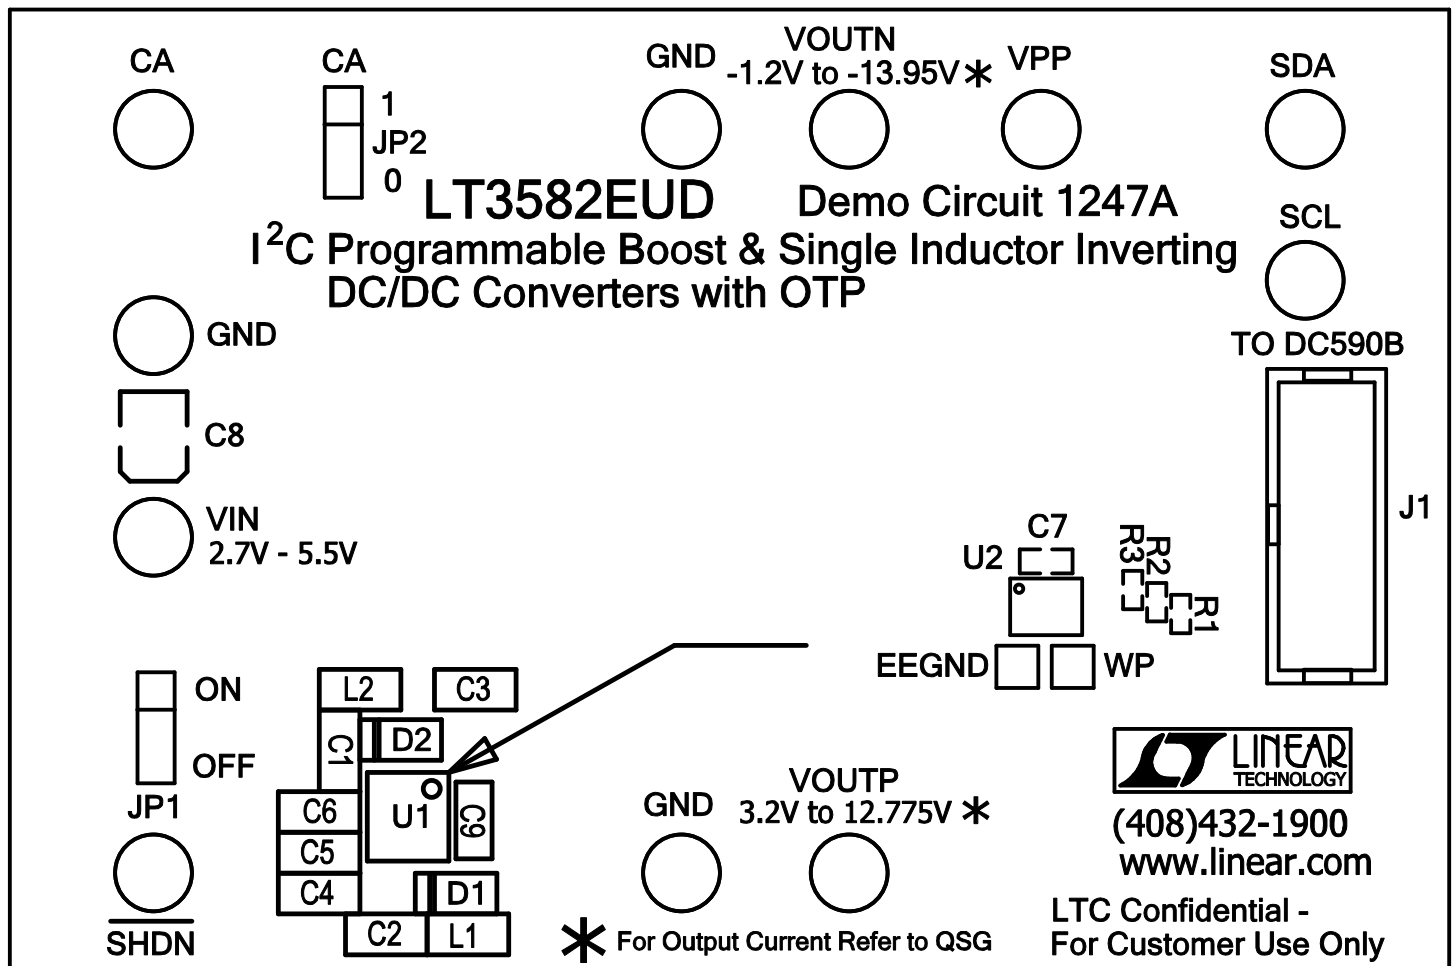 CA
CA
1
JP2
0
GND
VOUTN
-1.2V to -13.95V *
VPP
SDA
LT3582EUD
Demo Circuit 1247A
SCL
I²C Programmable Boost & Single Inductor Inverting
DC/DC Converters with OTP
GND
TO DC590B
C8
VIN
2.7V - 5.5V
J1
C7
U2
R3
R2
R1
EEGND
WP
ON
OFF
JP1
SHDN
L2
C3
C1
D2
C6
U1
C9
C5
C4
D1
C2
L1
GND
VOUTP
3.2V to 12.775V *
* For Output Current Refer to QSG
LINEAR
TECHNOLOGY
(408)432-1900
www.linear.com
LTC Confidential -
For Customer Use Only